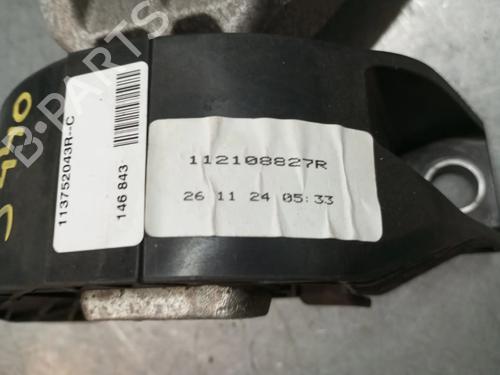 B-PARTS
113752043R--C
146 843
112108827R
26 11 24 05:33